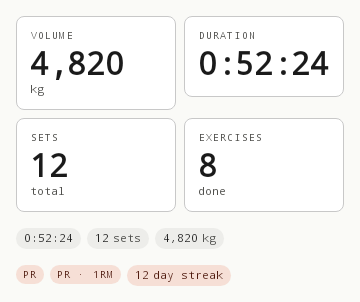 VOLUME
4,820
kg
DURATION
0:52:24
SETS
12
total
EXERCISES
8
done
0:52:24 12 sets 4,820 kg
PR PR · 1RM 12 day streak